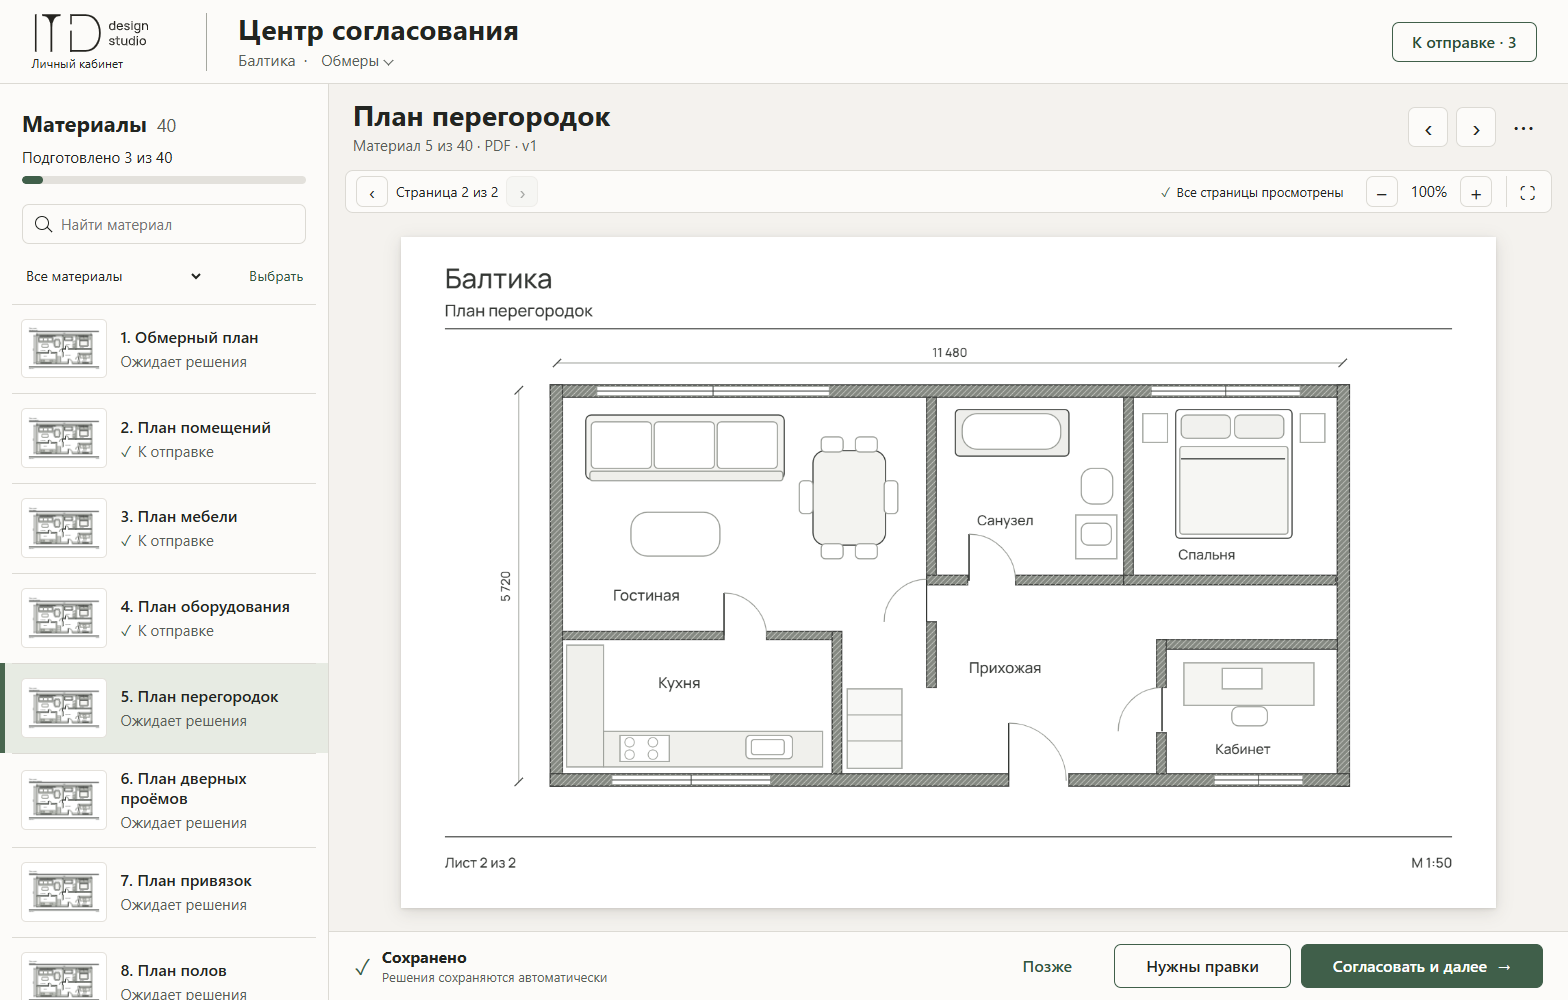 ITD design studio
Личный кабинет
Центр согласования
Балтика · Обмеры
К отправке · 3
Материалы 40
Подготовлено 3 из 40
Найти материал
Все материалы
Выбрать
1. Обмерный план
Ожидает решения
2. План помещений
✓ К отправке
3. План мебели
✓ К отправке
4. План оборудования
✓ К отправке
5. План перегородок
Ожидает решения
6. План дверных
проёмов
Ожидает решения
7. План привязок
Ожидает решения
8. План полов
Ожидает решения
План перегородок
Материал 5 из 40 · PDF · v1
Страница 2 из 2
✓ Все страницы просмотрены
− 100% +
Балтика
План перегородок
11 480
5 720
Санузел
Спальня
Гостиная
Кухня
Прихожая
Кабинет
Лист 2 из 2
М 1:50
Сохранено
Решения сохраняются автоматически
Позже
Нужны правки
Согласовать и далее →